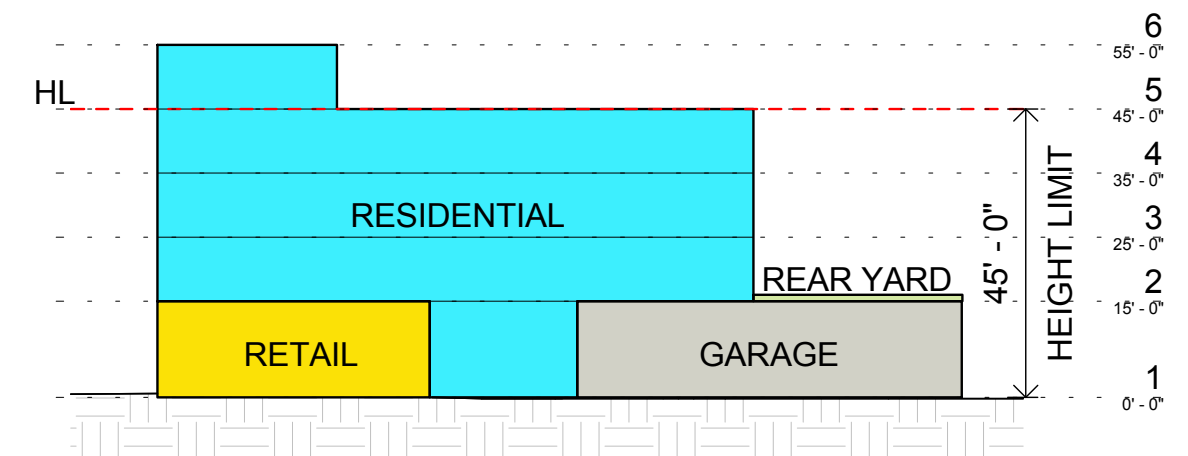 6
55' - 0"
HL
5
45' - 0"
4
35' - 0"
RESIDENTIAL
3
25' - 0"
45' - 0"
HEIGHT LIMIT
REAR YARD
2
15' - 0"
RETAIL
GARAGE
1
0' - 0"